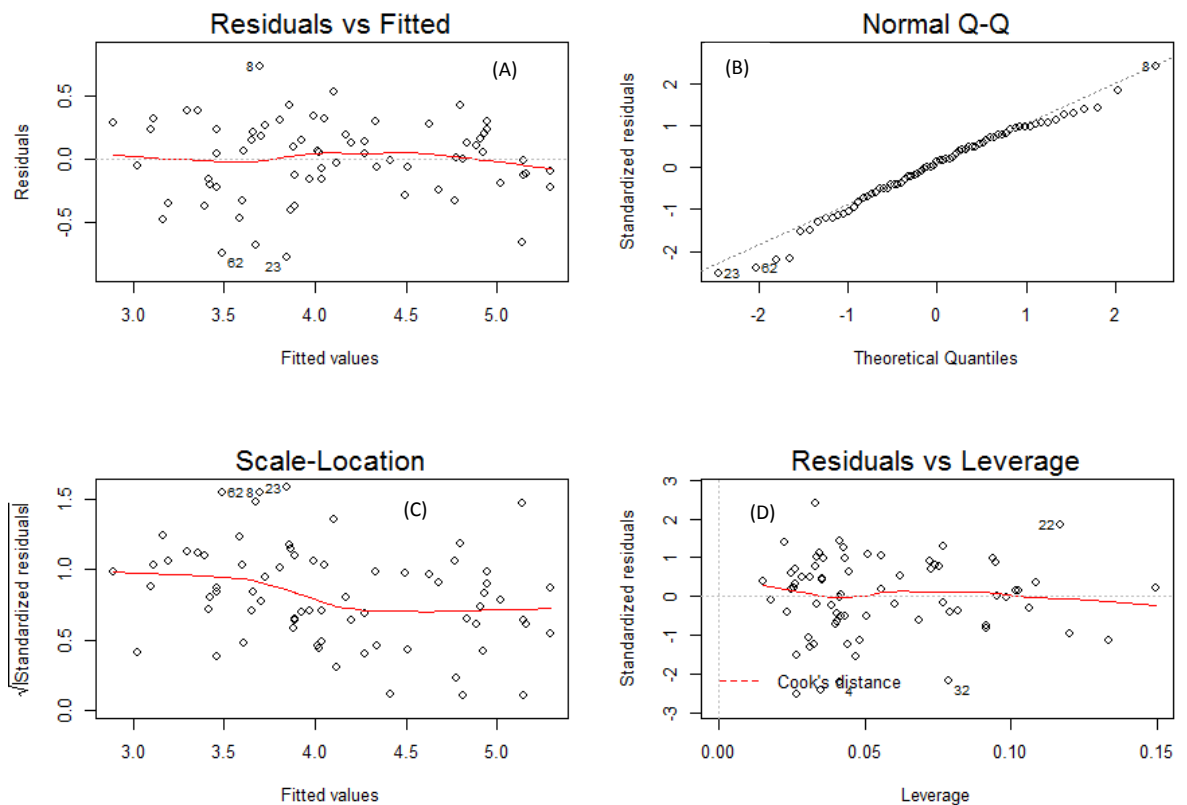 Residuals vs Fitted
(A)
8
62
23
Residuals
-0.5
0.0
0.5
3.0 3.5 4.0 4.5 5.0
Fitted values
Normal Q-Q
(B)
8
23
62
Standardized residuals
-2
-1
0
1
2
-2 -1 0 1 2
Theoretical Quantiles
Scale-Location
(C)
62 8 23
√|Standardized residuals|
0.0
0.5
1.0
1.5
3.0 3.5 4.0 4.5 5.0
Fitted values
Residuals vs Leverage
(D)
22
32
4
Cook's distance
Standardized residuals
-3
-2
-1
0
1
2
3
0.00 0.05 0.10 0.15
Leverage